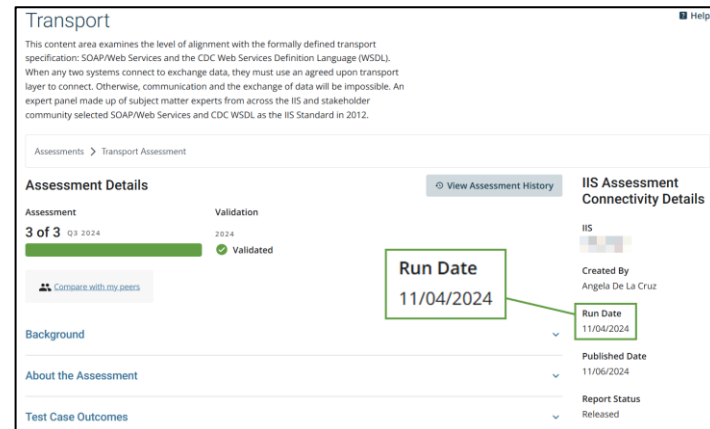 Transport
Help
This content area examines the level of alignment with the formally defined transport
specification: SOAP/Web Services and the CDC Web Services Definition Language (WSDL).
When any two systems connect to exchange data, they must use an agreed upon transport
layer to connect. Otherwise, communication and the exchange of data will be impossible. An
expert panel made up of subject matter experts from across the IIS and stakeholder
community selected SOAP/Web Services and CDC WSDL as the IIS Standard in 2012.
Assessments > Transport Assessment
Assessment Details
View Assessment History
Assessment
3 of 3 Q3 2024
Validation
2024
Validated
Compare with my peers
Background
About the Assessment
Test Case Outcomes
Run Date
11/04/2024
IIS Assessment
Connectivity Details
IIS
Created By
Angela De La Cruz
Run Date
11/04/2024
Published Date
11/06/2024
Report Status
Released